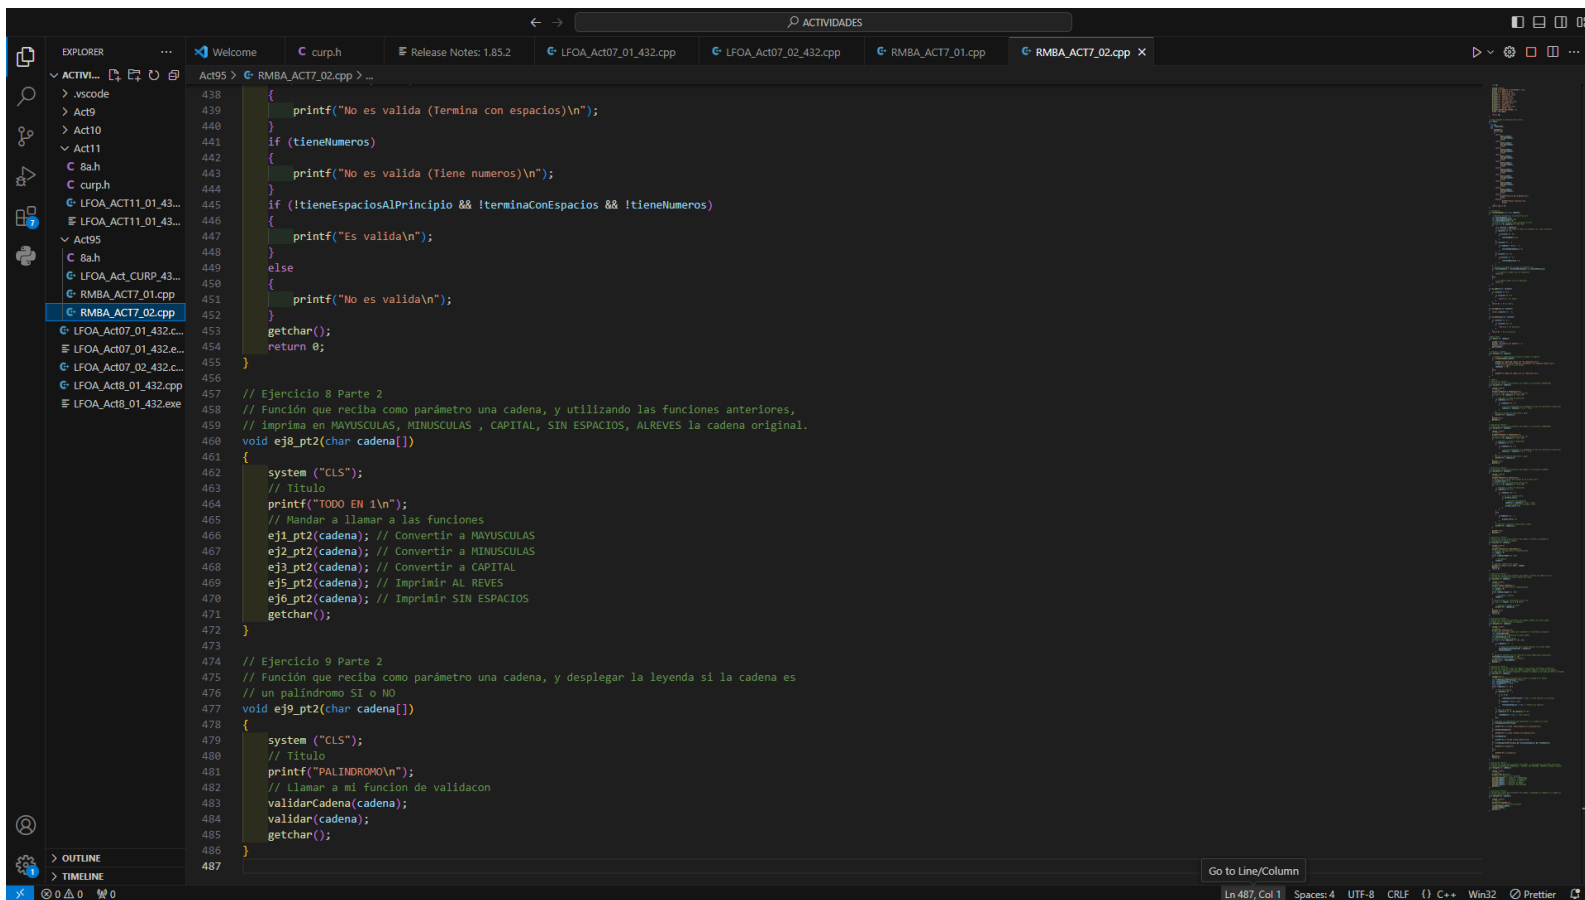 ACTIVIDADES
EXPLORER
Welcome
curp.h
Release Notes: 1.85.2
LFOA_Act07_01_432.cpp
LFOA_Act07_02_432.cpp
RMBA_ACT7_01.cpp
RMBA_ACT7_02.cpp
ACTIVI...
Act95 > RMBA_ACT7_02.cpp > ...
.vscode
Act9
Act10
Act11
C 8a.h
C curp.h
LFOA_ACT11_01_43...
LFOA_ACT11_01_43...
Act95
C 8a.h
LFOA_Act_CURP_43...
RMBA_ACT7_01.cpp
RMBA_ACT7_02.cpp
LFOA_Act07_01_432.c...
LFOA_Act07_01_432.e...
LFOA_Act07_02_432.c...
LFOA_Act8_01_432.cpp
LFOA_Act8_01_432.exe
OUTLINE
TIMELINE
7
1
438 {
439 printf("No es valida (Termina con espacios)\n");
440 }
441 if (tieneNumeros)
442 {
443 printf("No es valida (Tiene numeros)\n");
444 }
445 if (!tieneEspaciosAlPrincipio && !terminaConEspacios && !tieneNumeros)
446 {
447 printf("Es valida\n");
448 }
449 else
450 {
451 printf("No es valida\n");
452 }
453 getchar();
454 return 0;
455 }
456
457 // Ejercicio 8 Parte 2
458 // Función que reciba como parámetro una cadena, y utilizando las funciones anteriores,
459 // imprima en MAYUSCULAS, MINUSCULAS , CAPITAL, SIN ESPACIOS, ALREVES la cadena original.
460 void ej8_pt2(char cadena[])
461 {
462 system ("CLS");
463 // Titulo
464 printf("TODO EN 1\n");
465 // Mandar a llamar a las funciones
466 ej1_pt2(cadena); // Convertir a MAYUSCULAS
467 ej2_pt2(cadena); // Convertir a MINUSCULAS
468 ej3_pt2(cadena); // Convertir a CAPITAL
469 ej5_pt2(cadena); // Imprimir AL REVES
470 ej6_pt2(cadena); // Imprimir SIN ESPACIOS
471 getchar();
472 }
473
474 // Ejercicio 9 Parte 2
475 // Función que reciba como parámetro una cadena, y desplegar la leyenda si la cadena es
476 // un palíndromo SI o NO
477 void ej9_pt2(char cadena[])
478 {
479 system ("CLS");
480 // Titulo
481 printf("PALINDROMO\n");
482 // Llamar a mi funcion de validacon
483 validarCadena(cadena);
484 validar(cadena);
485 getchar();
486 }
487
Go to Line/Column
0 0 0
Ln 487, Col 1 Spaces: 4 UTF-8 CRLF {} C++ Win32 Prettier